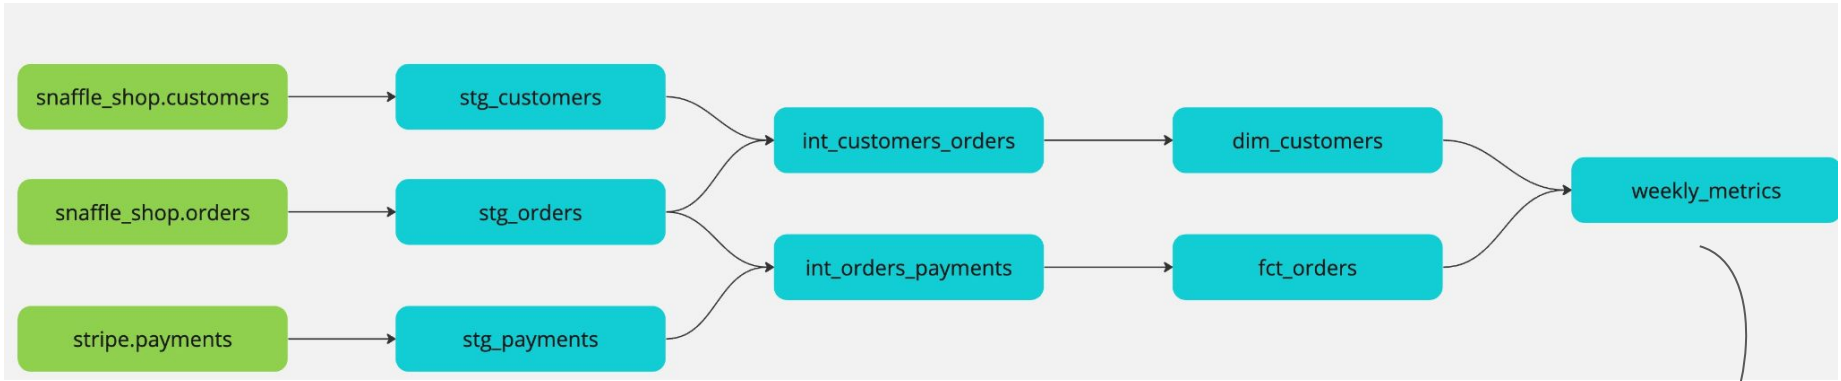 snaffle_shop.customers
stg_customers
int_customers_orders
dim_customers
weekly_metrics
snaffle_shop.orders
stg_orders
int_orders_payments
fct_orders
stripe.payments
stg_payments